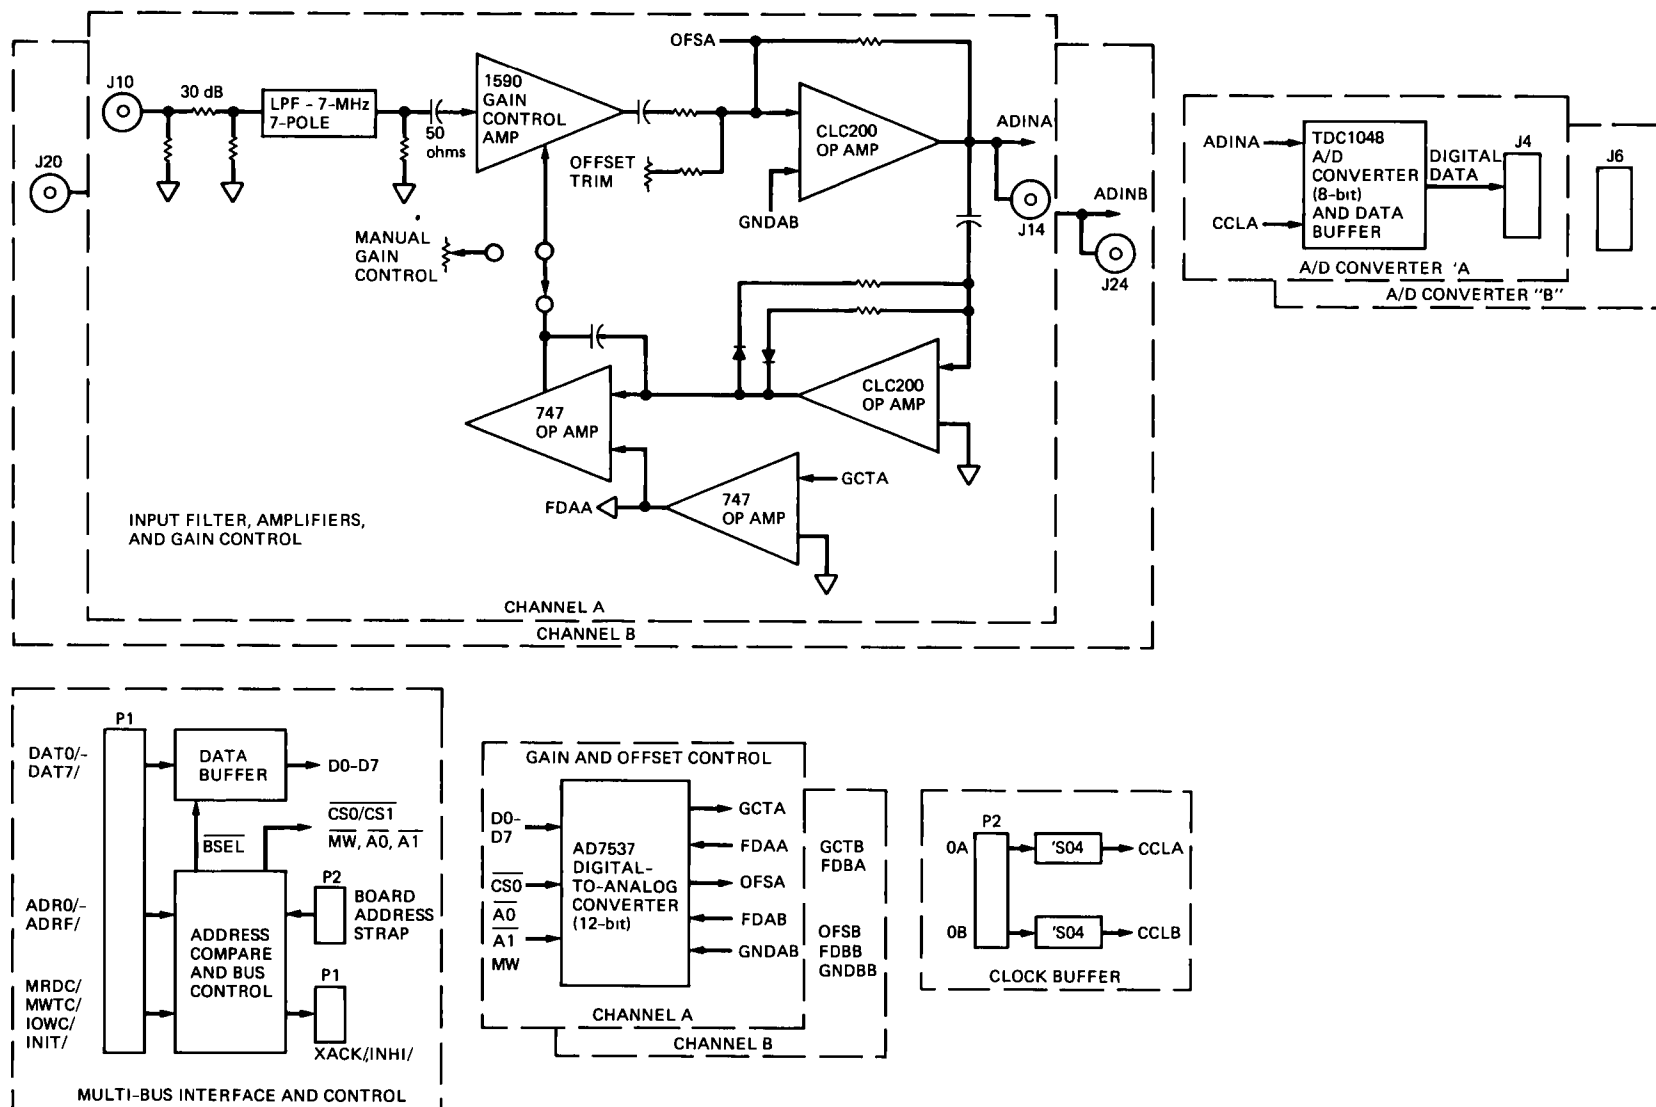 J10
30 dB
LPF - 7-MHz
7-POLE
50
ohms
1590
GAIN
CONTROL
AMP
OFSA
OFFSET
TRIM
CLC200
OP AMP
GNDAB
ADINA
J14
ADINB
J24
J20
MANUAL
GAIN
CONTROL
747
OP AMP
CLC200
OP AMP
747
OP AMP
GCTA
FDAA
INPUT FILTER, AMPLIFIERS,
AND GAIN CONTROL
CHANNEL A
CHANNEL B
ADINA
CCLA
TDC1048
A/D
CONVERTER
(8-bit)
AND DATA
BUFFER
DIGITAL
DATA
J4
J6
A/D CONVERTER 'A
A/D CONVERTER "B"
P1
DAT0/-
DAT7/
DATA
BUFFER
D0-D7
BSEL
CS0/CS1
MW, A0, A1
ADR0/-
ADRF/
ADDRESS
COMPARE
AND BUS
CONTROL
P2
BOARD
ADDRESS
STRAP
MRDC/
MWTC/
IOWC/
INIT/
P1
XACK/,INHI/
MULTI-BUS INTERFACE AND CONTROL
GAIN AND OFFSET CONTROL
D0-
D7
CS0
A0
A1
MW
AD7537
DIGITAL-
TO-ANALOG
CONVERTER
(12-bit)
GCTA
FDAA
OFSA
FDAB
GNDAB
GCTB
FDBA
OFSB
FDBB
GNDBB
CHANNEL A
CHANNEL B
P2
0A
'S04
CCLA
0B
'S04
CCLB
CLOCK BUFFER